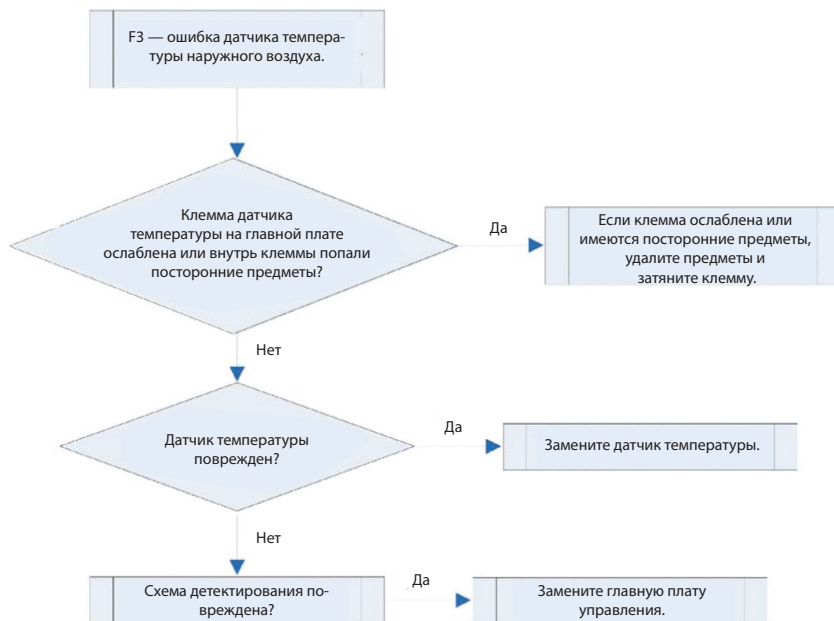 F3 — ошибка датчика темпера-
туры наружного воздуха.
Клемма датчика
температуры на главной плате
ослаблена или внутрь клеммы попали
посторонние предметы?
Да
Если клемма ослаблена или
имеются посторонние предметы,
удалите предметы и
затяните клемму.
Нет
Датчик температуры
поврежден?
Да
Замените датчик температуры.
Нет
Схема детектирования по-
вреждена?
Да
Замените главную плату
управления.